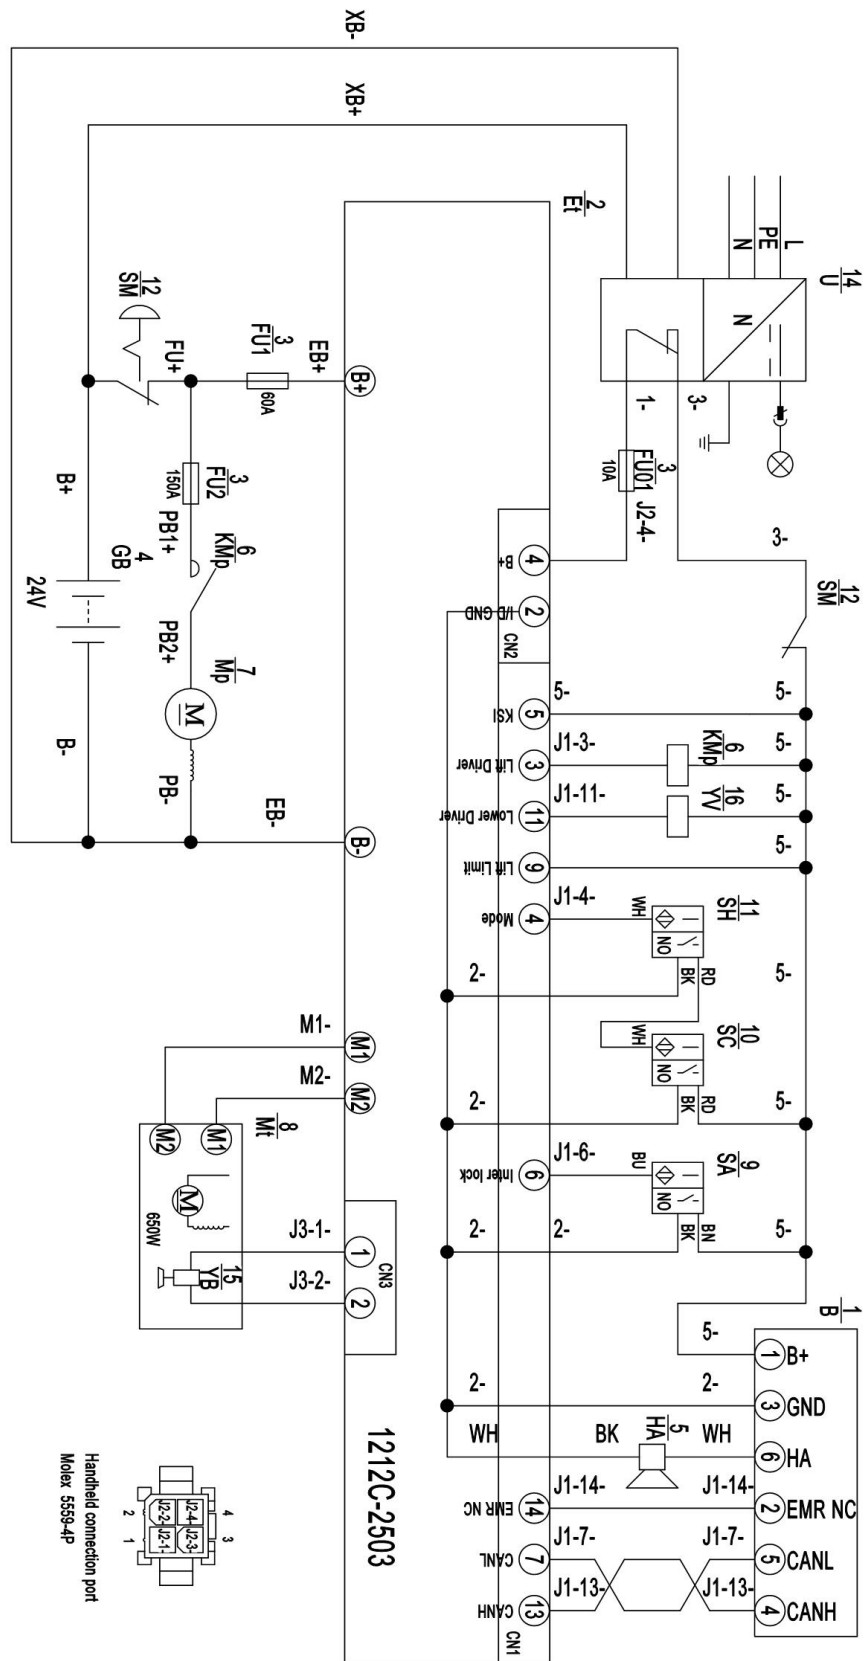 XB-
XB+
2
Et
14
U
L
PE
N
N
12
SM
FU+
3
FU1
60A
EB+
B+
1-
3-
3
FU01
10A
J2-4-
3-
12
SM
B+
3
FU2
150A
PB1+
6
KMp
4
GB
24V
PB2+
7
Mp
M
PB-
B-
EB-
B-
4
B+
2
I/D GND
CN2
5-
5
KSI
5-
J1-3-
3
Lift Driver
6
KMp
5-
J1-11-
11
Lower Driver
16
YV
5-
9
Lift Limit
5-
J1-4-
4
Mode
WH
NO
11
SH
BK
RD
2-
5-
WH
NO
10
SC
BK
RD
2-
5-
J1-6-
6
Inter lock
BU
NO
9
SA
BK
BN
2-
2-
5-
M1-
M1
M2-
M2
8
Mt
M2
M1
M
650W
15
YB
J3-1-
1
CN3
J3-2-
2
1
B
5-
1
B+
2-
2-
3
GND
WH
BK
5
HA
WH
6
HA
J1-14-
14
EMR NC
J1-14-
2
EMR NC
J1-7-
7
CANL
J1-7-
5
CANL
J1-13-
13
CANH
J1-13-
4
CANH
CN1
1212C-2503
J2-2-
J2-4-
J2-1-
J2-3-
2
4
1
3
Handheld connection port
Molex 5559-4P